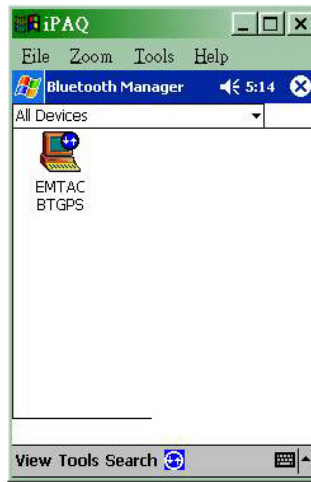 iPAQ
File Zoom Tools Help
Bluetooth Manager 5:14
All Devices
EMTAC
BTGPS
View Tools Search